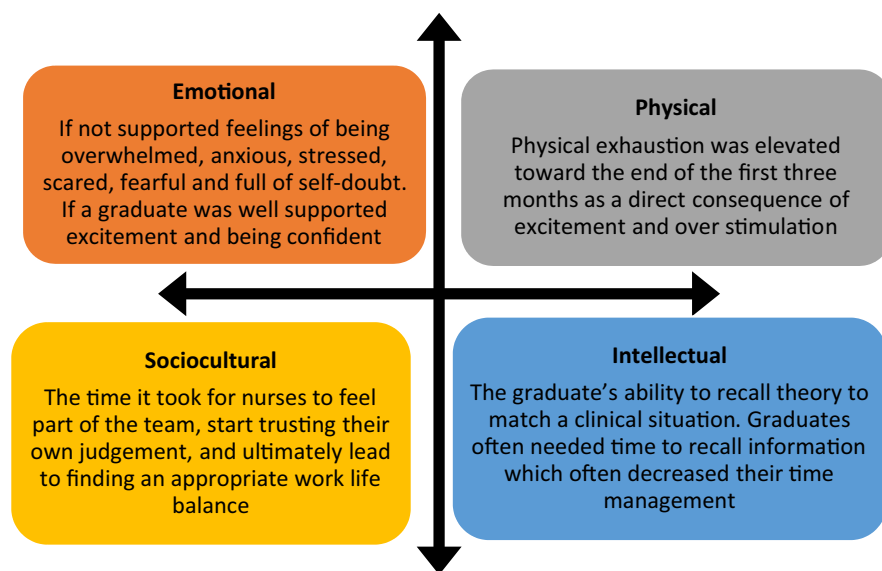 Emotional
If not supported feelings of being
overwhelmed, anxious, stressed,
scared, fearful and full of self-doubt.
If a graduate was well supported
excitement and being confident
Physical
Physical exhaustion was elevated
toward the end of the first three
months as a direct consequence of
excitement and over stimulation
Sociocultural
The time it took for nurses to feel
part of the team, start trusting their
own judgement, and ultimately lead
to finding an appropriate work life
balance
Intellectual
The graduate’s ability to recall theory to
match a clinical situation. Graduates
often needed time to recall information
which often decreased their time
management